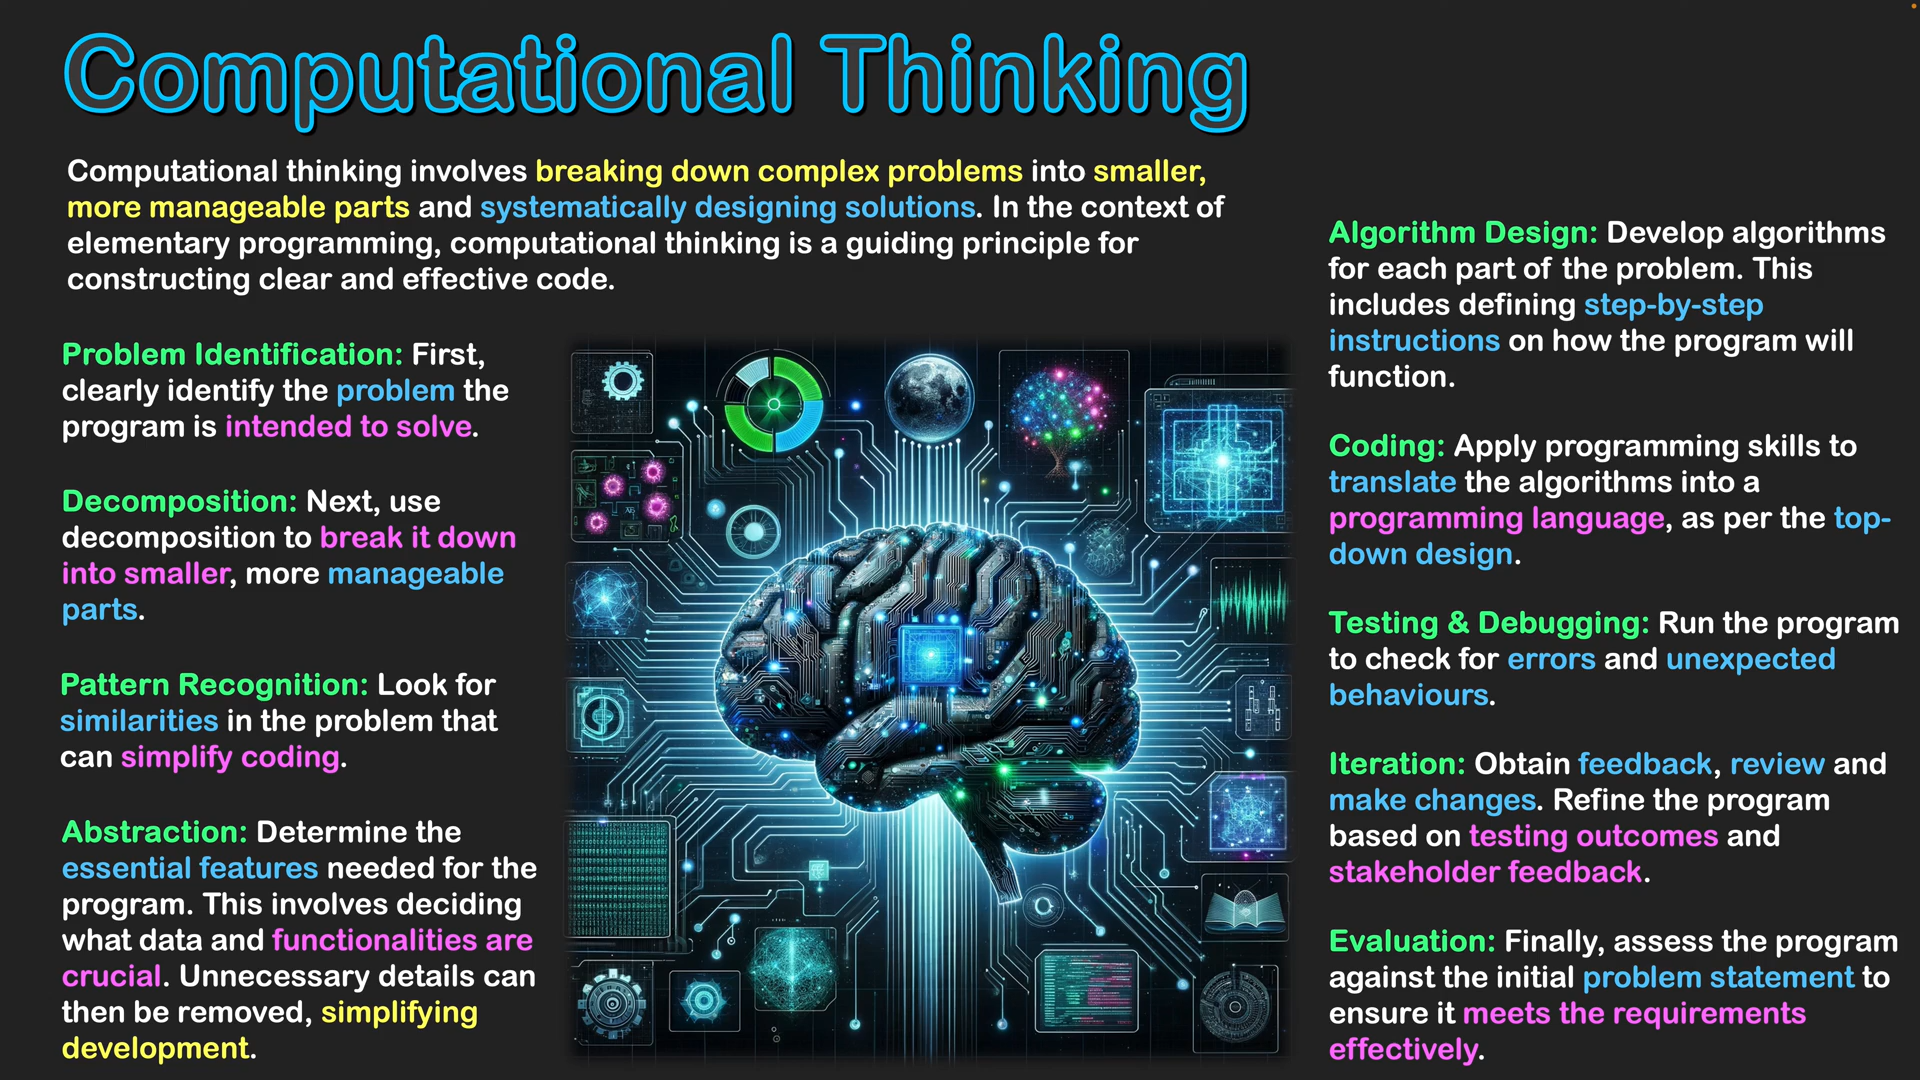 Computational Thinking
Computational thinking involves breaking down complex problems into smaller,
more manageable parts and systematically designing solutions. In the context of
elementary programming, computational thinking is a guiding principle for
constructing clear and effective code.
Problem Identification: First,
clearly identify the problem the
program is intended to solve.
Decomposition: Next, use
decomposition to break it down
into smaller, more manageable
parts.
Pattern Recognition: Look for
similarities in the problem that
can simplify coding.
Abstraction: Determine the
essential features needed for the
program. This involves deciding
what data and functionalities are
crucial. Unnecessary details can
then be removed, simplifying
development.
Algorithm Design: Develop algorithms
for each part of the problem. This
includes defining step-by-step
instructions on how the program will
function.
Coding: Apply programming skills to
translate the algorithms into a
programming language, as per the top-
down design.
Testing & Debugging: Run the program
to check for errors and unexpected
behaviours.
Iteration: Obtain feedback, review and
make changes. Refine the program
based on testing outcomes and
stakeholder feedback.
Evaluation: Finally, assess the program
against the initial problem statement to
ensure it meets the requirements
effectively.